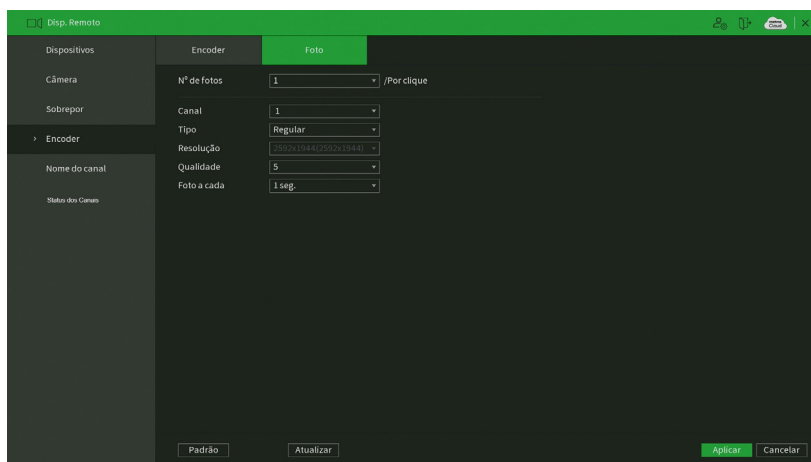 Disp. Remoto
Dispositivos
Câmera
Sobrepor
> Encoder
Nome do canal
Status dos Canais
Encoder Foto
Nº de fotos 1 /Por clique
Canal 1
Tipo Regular
Resolução 2592x1944(2592x1944)
Qualidade 5
Foto a cada 1 seg.
Padrão Atualizar Aplicar Cancelar